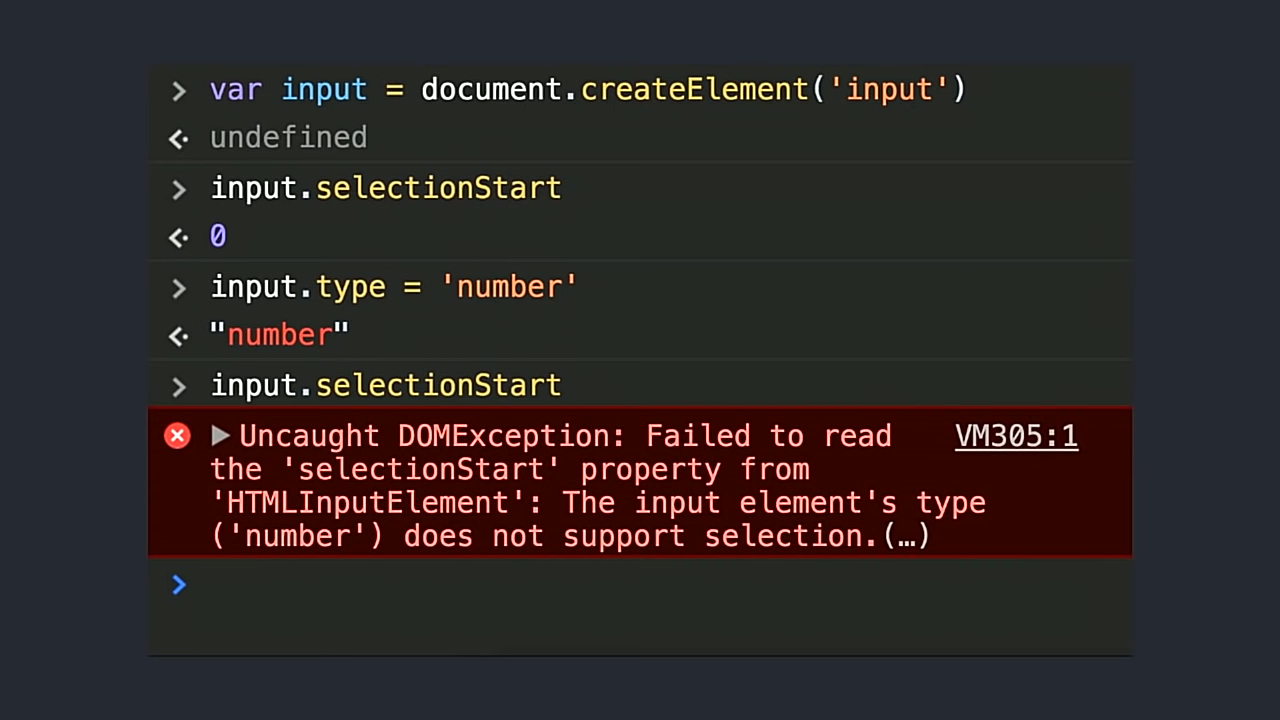 > var input = document.createElement('input')
undefined
> input.selectionStart
0
> input.type = 'number'
"number"
> input.selectionStart
Uncaught DOMException: Failed to read VM305:1
the 'selectionStart' property from
'HTMLInputElement': The input element's type
('number') does not support selection.(…)
>